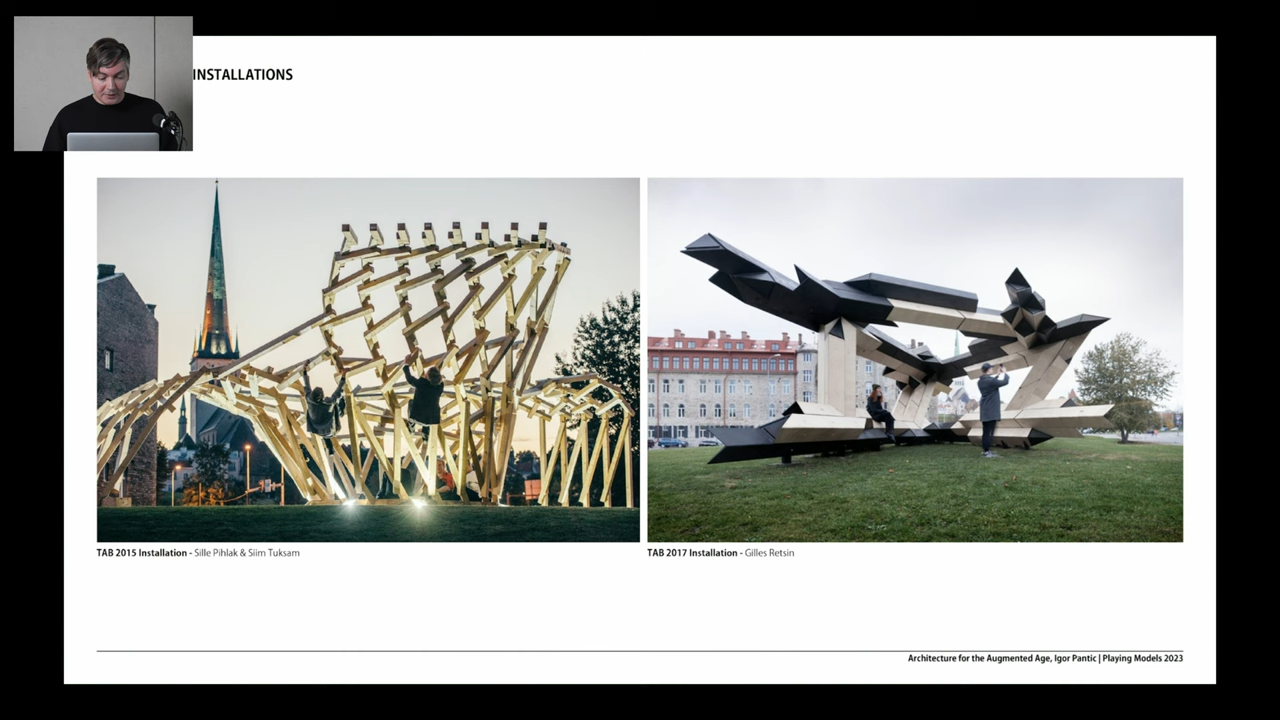 INSTALLATIONS
TAB 2015 Installation - Sille Pihlak & Siim Tuksam
TAB 2017 Installation - Gilles Retsin
Architecture for the Augmented Age, Igor Pantic | Playing Models 2023